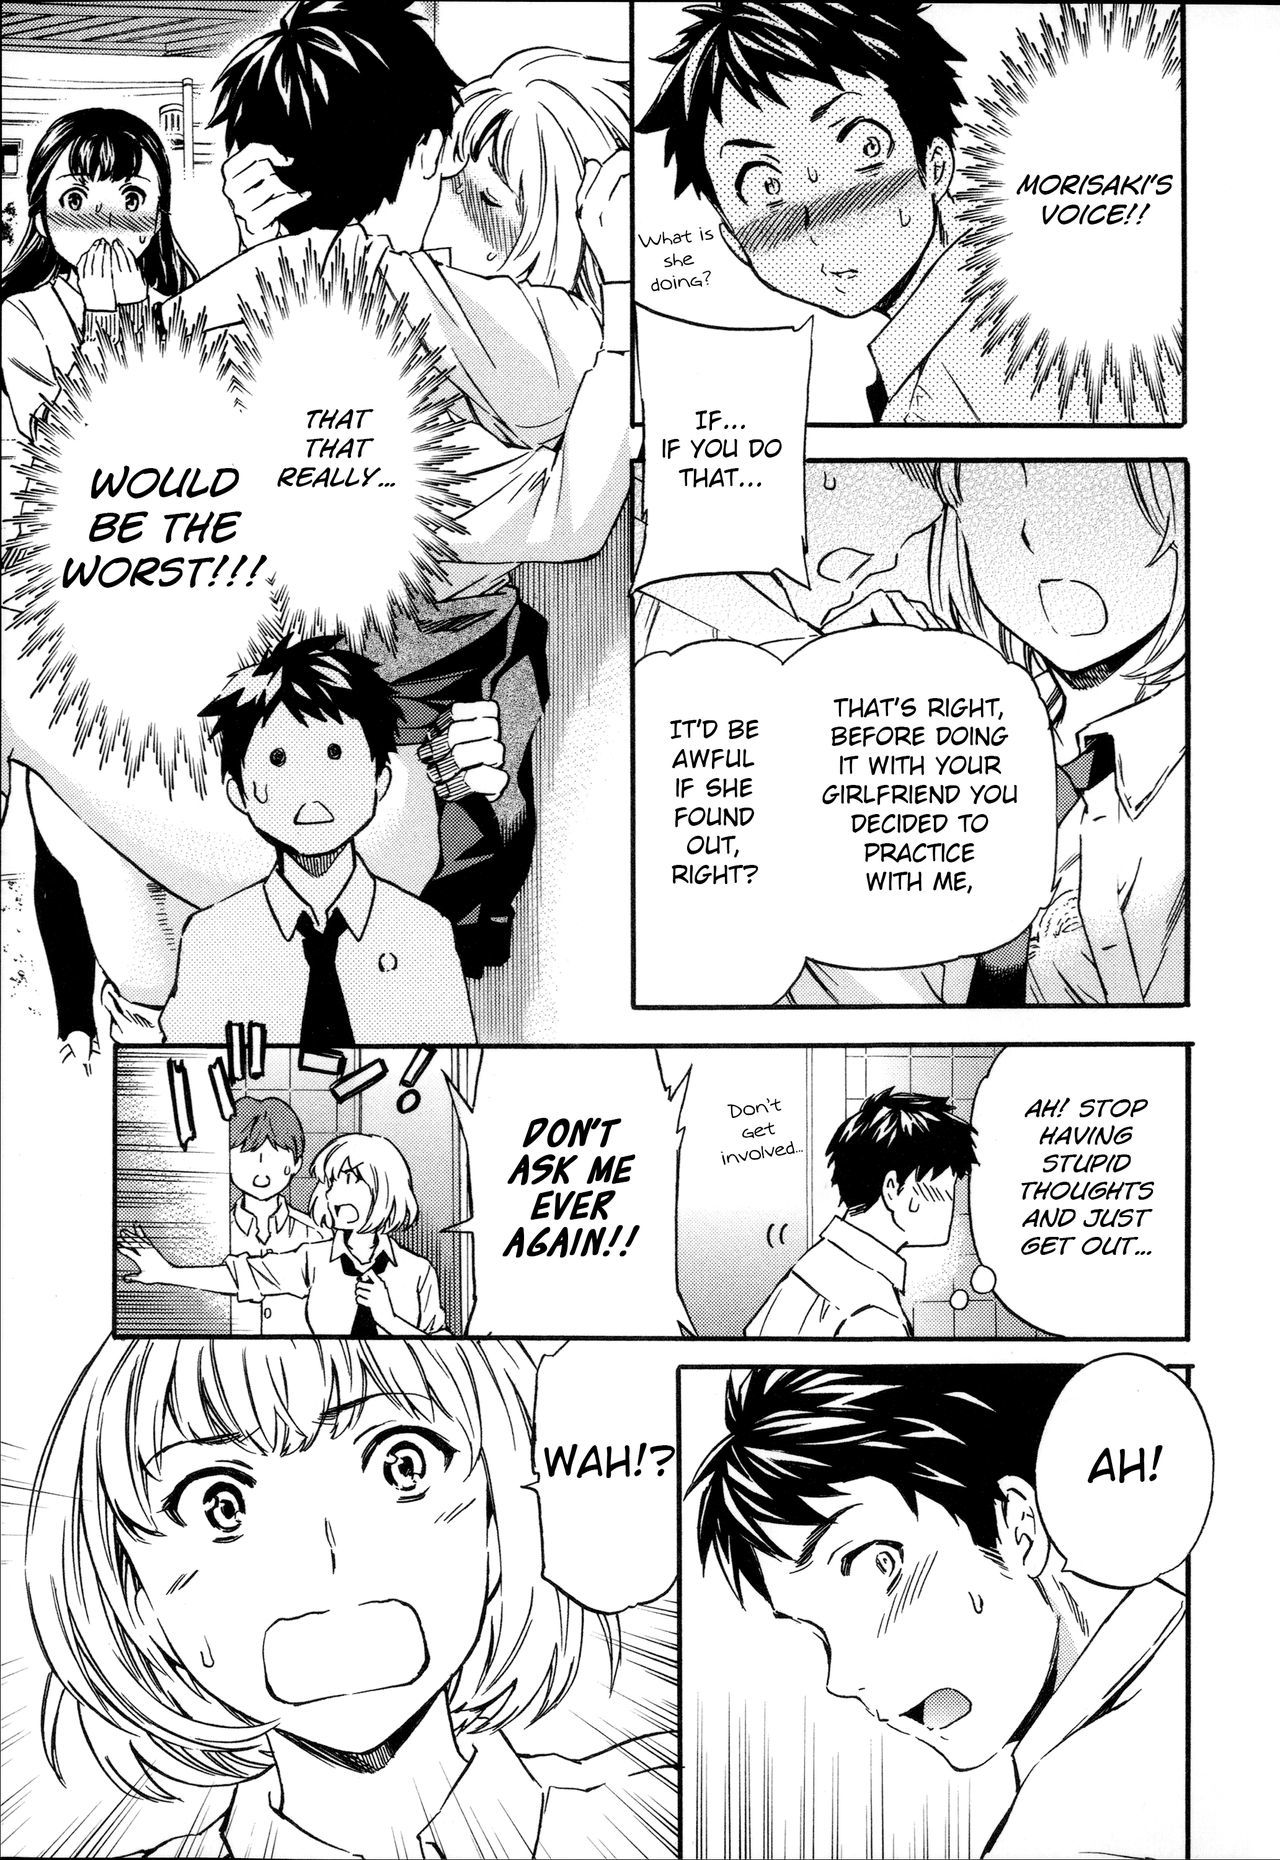 MORISAKI'S
VOICE!!
What is
she
doing?
IF...
IF YOU DO
THAT...
THAT'S RIGHT,
BEFORE DOING
IT WITH YOUR
GIRLFRIEND YOU
DECIDED TO
PRACTICE
WITH ME,
IT'D BE
AWFUL
IF SHE
FOUND
OUT,
RIGHT?
THAT
THAT
REALLY...
WOULD
BE THE
WORST!!!
AH! STOP
HAVING
STUPID
THOUGHTS
AND JUST
GET OUT...
Don't
get
involved...
DON'T
ASK ME
EVER
AGAIN!!
AH!
WAH!?